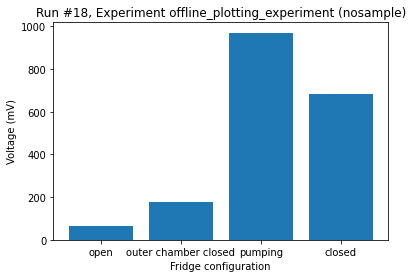 Run #18, Experiment offline_plotting_experiment (nosample)
1000
800
600
400
200
0
Voltage (mV)
open outer chamber closed pumping closed
Fridge configuration